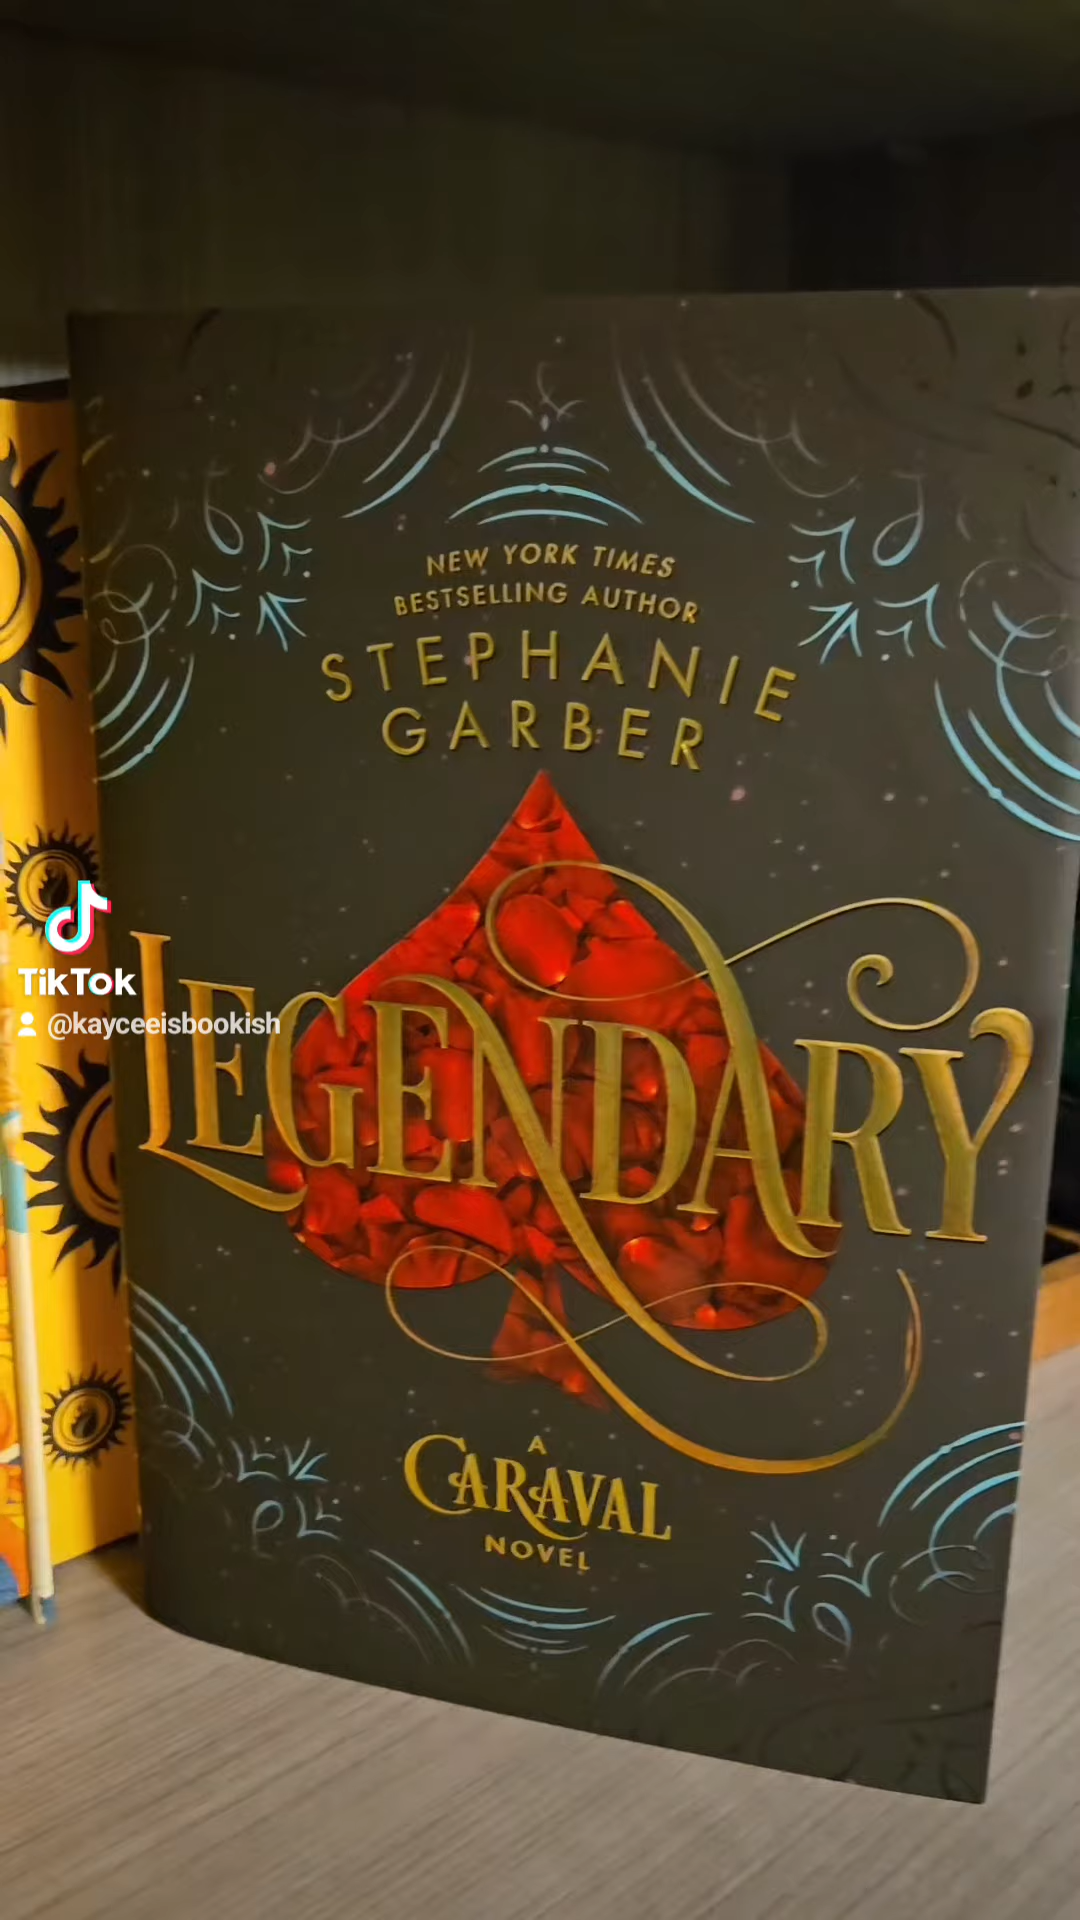 NEW YORK TIMES
BESTSELLING AUTHOR
STEPHANIE
GARBER
LEGENDARY
A
CARAVAL
NOVEL
TikTok
@kayceeisbookish